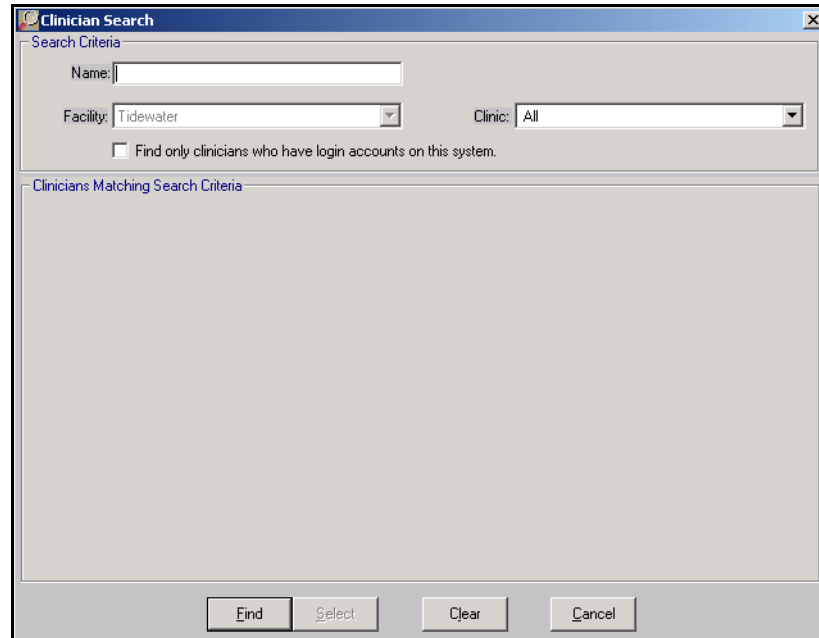 Clinician Search
Search Criteria
Name:
Facility: Tidewater Clinic: All
Find only clinicians who have login accounts on this system.
Clinicians Matching Search Criteria
Find Select Clear Cancel